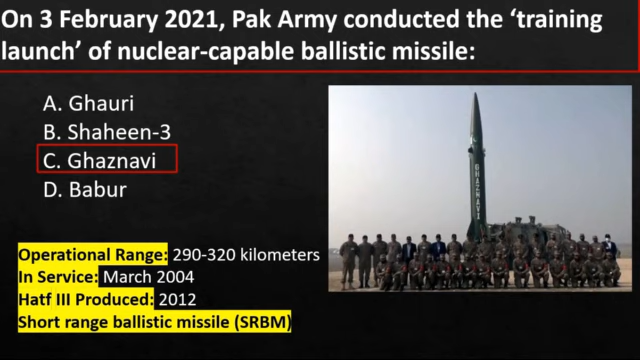 On 3 February 2021, Pak Army conducted the ‘training
launch’ of nuclear-capable ballistic missile:
A. Ghauri
B. Shaheen-3
C. Ghaznavi
D. Babur
GHAZNAVI
Operational Range: 290-320 kilometers
In Service: March 2004
Hatf III Produced: 2012
Short range ballistic missile (SRBM)